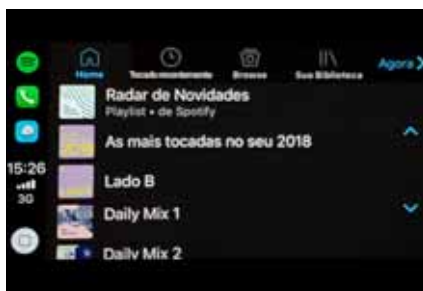 Home
Tocado recentemente
Browse
Sua Biblioteca
Agora
Radar de Novidades
Playlist • de Spotify
As mais tocadas no seu 2018
Lado B
15:26
3G
Daily Mix 1
Daily Mix 2